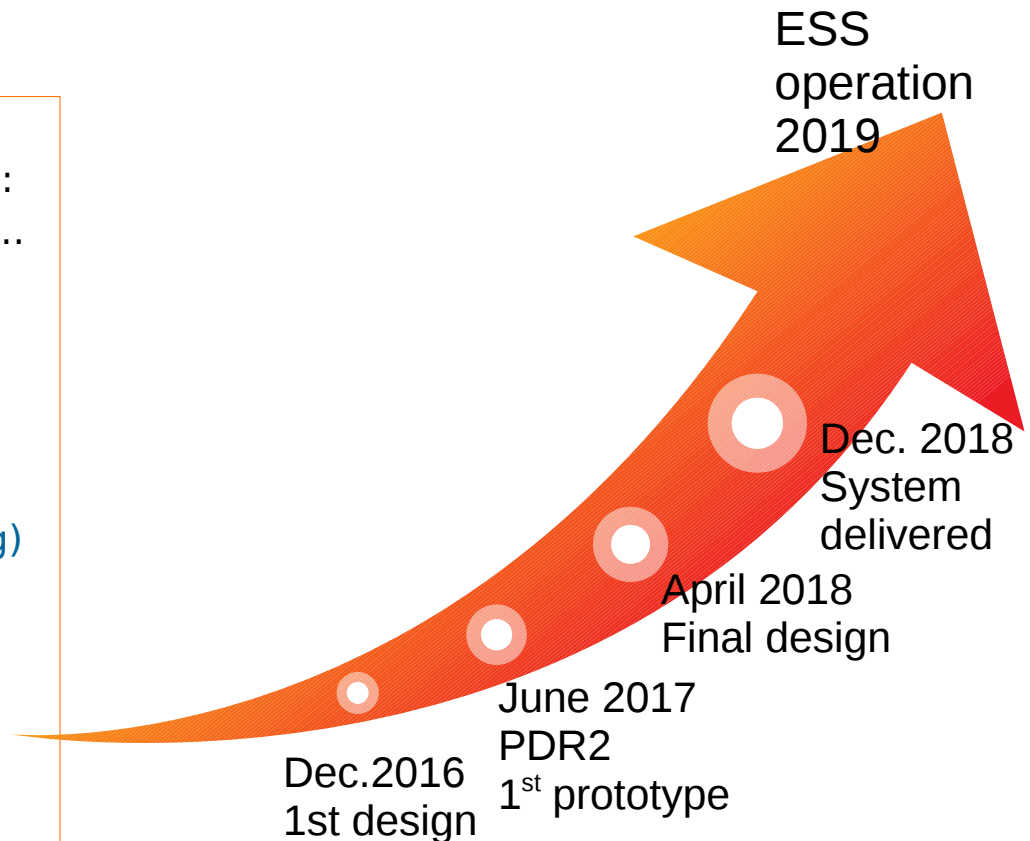 ESS
operation
2019
:
..
g)
Dec. 2018
System
delivered
April 2018
Final design
June 2017
PDR2
1st prototype
Dec.2016
1st design